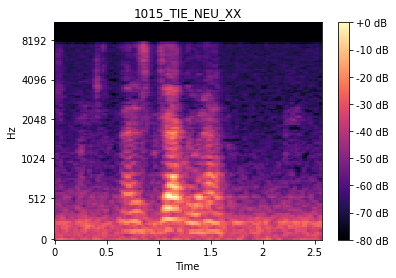 1015_TIE_NEU_XX
8192
4096
2048
1024
512
0
Hz
0
0.5
1
1.5
2
2.5
Time
+0 dB
-10 dB
-20 dB
-30 dB
-40 dB
-50 dB
-60 dB
-70 dB
-80 dB